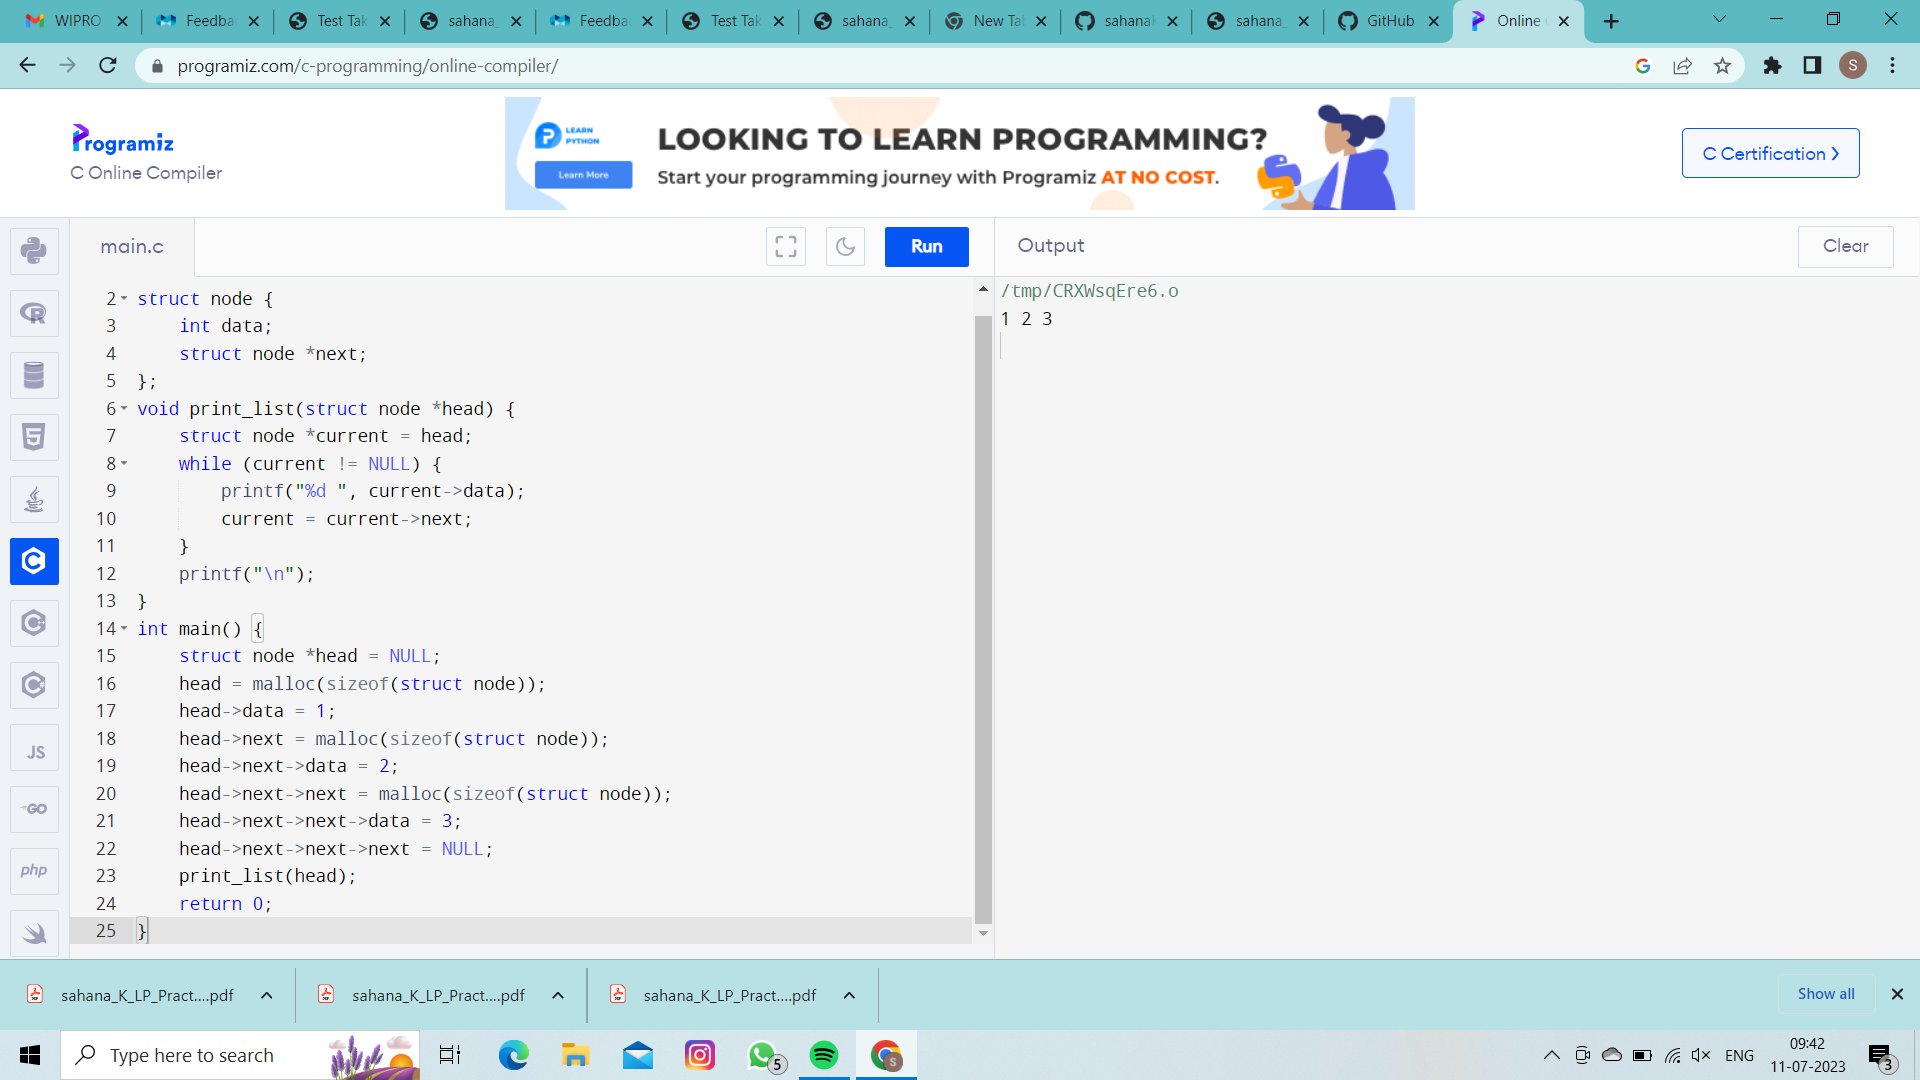 WIPRO
Feedba
Test Tak
sahana_
Feedba
Test Tak
sahana_
New Tal
sahanal
sahana_
GitHub
Online
programiz.com/c-programming/online-compiler/
S
Programiz
C Online Compiler
LEARN
PYTHON
Learn More
LOOKING TO LEARN PROGRAMMING?
Start your programming journey with Programiz AT NO COST.
C Certification
main.c
Run
Output
Clear
2 struct node {
3 int data;
4 struct node *next;
5 };
6 void print_list(struct node *head) {
7 struct node *current = head;
8 while (current != NULL) {
9 printf("%d ", current->data);
10 current = current->next;
11 }
12 printf("\n");
13 }
14 int main() {
15 struct node *head = NULL;
16 head = malloc(sizeof(struct node));
17 head->data = 1;
18 head->next = malloc(sizeof(struct node));
19 head->next->data = 2;
20 head->next->next = malloc(sizeof(struct node));
21 head->next->next->data = 3;
22 head->next->next->next = NULL;
23 print_list(head);
24 return 0;
25 }
/tmp/CRXWsqEre6.o
1 2 3
JS
GO
php
sahana_K_LP_Pract....pdf
sahana_K_LP_Pract....pdf
sahana_K_LP_Pract....pdf
Show all
Type here to search
5
S
ENG
09:42
11-07-2023
3